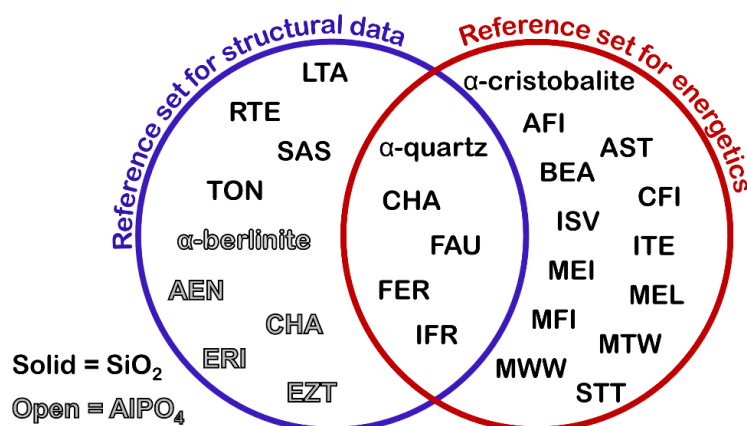 Reference set for structural data
Reference set for energetics
LTA
RTE
SAS
TON
α-berlinite
AEN
CHA
ERI
EZT
α-quartz
CHA
FAU
FER
IFR
α-cristobalite
AFI
AST
BEA
CFI
ISV
ITE
MEI
MEL
MFI
MTW
MWW
STT
Solid = SiO₂
Open = AlPO₄